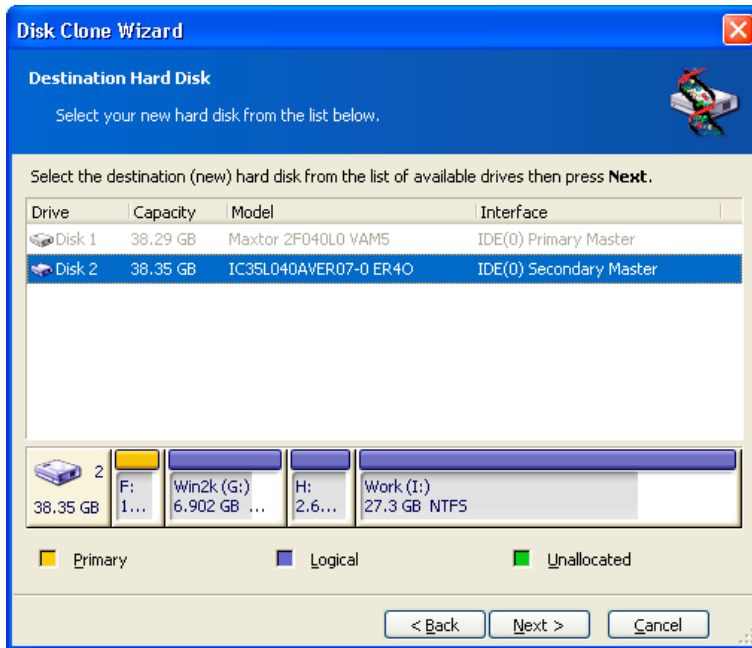 Disk Clone Wizard
Destination Hard Disk
Select your new hard disk from the list below.
Select the destination (new) hard disk from the list of available drives then press Next.
Drive Capacity Model Interface
Disk 1 38.29 GB Maxtor 2F040L0 VAM5 IDE(0) Primary Master
Disk 2 38.35 GB IC35L040AVER07-0 ER4O IDE(0) Secondary Master
2
38.35 GB
F:
1...
Win2k (G:)
6.902 GB ...
H:
2.6...
Work (I:)
27.3 GB NTFS
Primary Logical Unallocated
< Back Next > Cancel